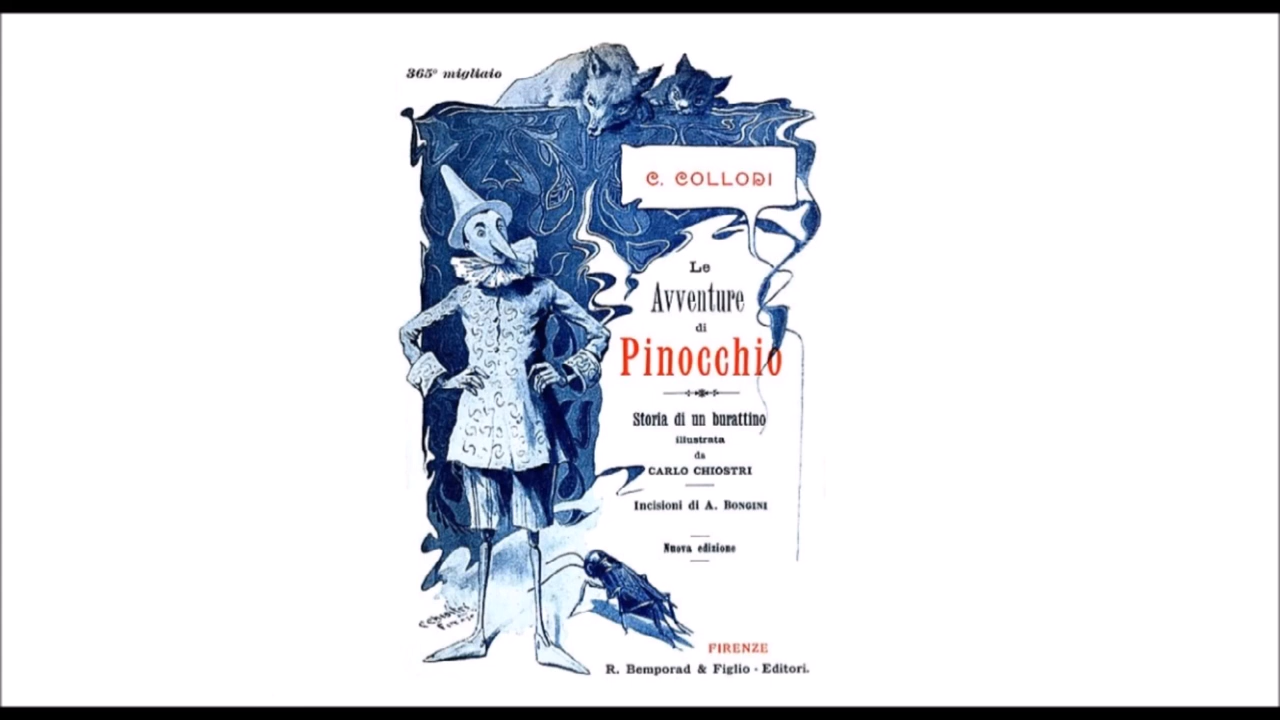 365º migliaio
C. COLLODI
Le
Avventure
di
Pinocchio
Storia di un burattino
illustrata
da
CARLO CHIOSTRI
Incisioni di A. BONGINI
Nuova edizione
FIRENZE
R. Bemporad & Figlio - Editori.